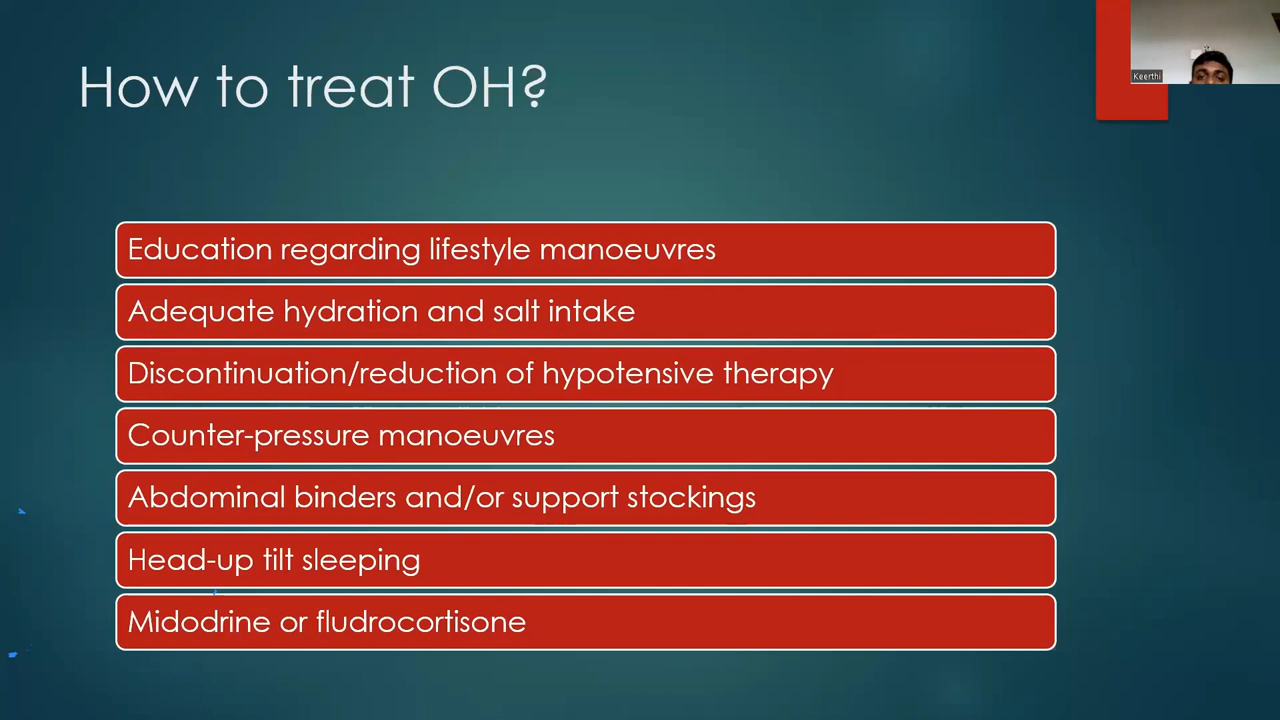 How to treat OH?
Keerthi
Education regarding lifestyle manoeuvres
Adequate hydration and salt intake
Discontinuation/reduction of hypotensive therapy
Counter-pressure manoeuvres
Abdominal binders and/or support stockings
Head-up tilt sleeping
Midodrine or fludrocortisone